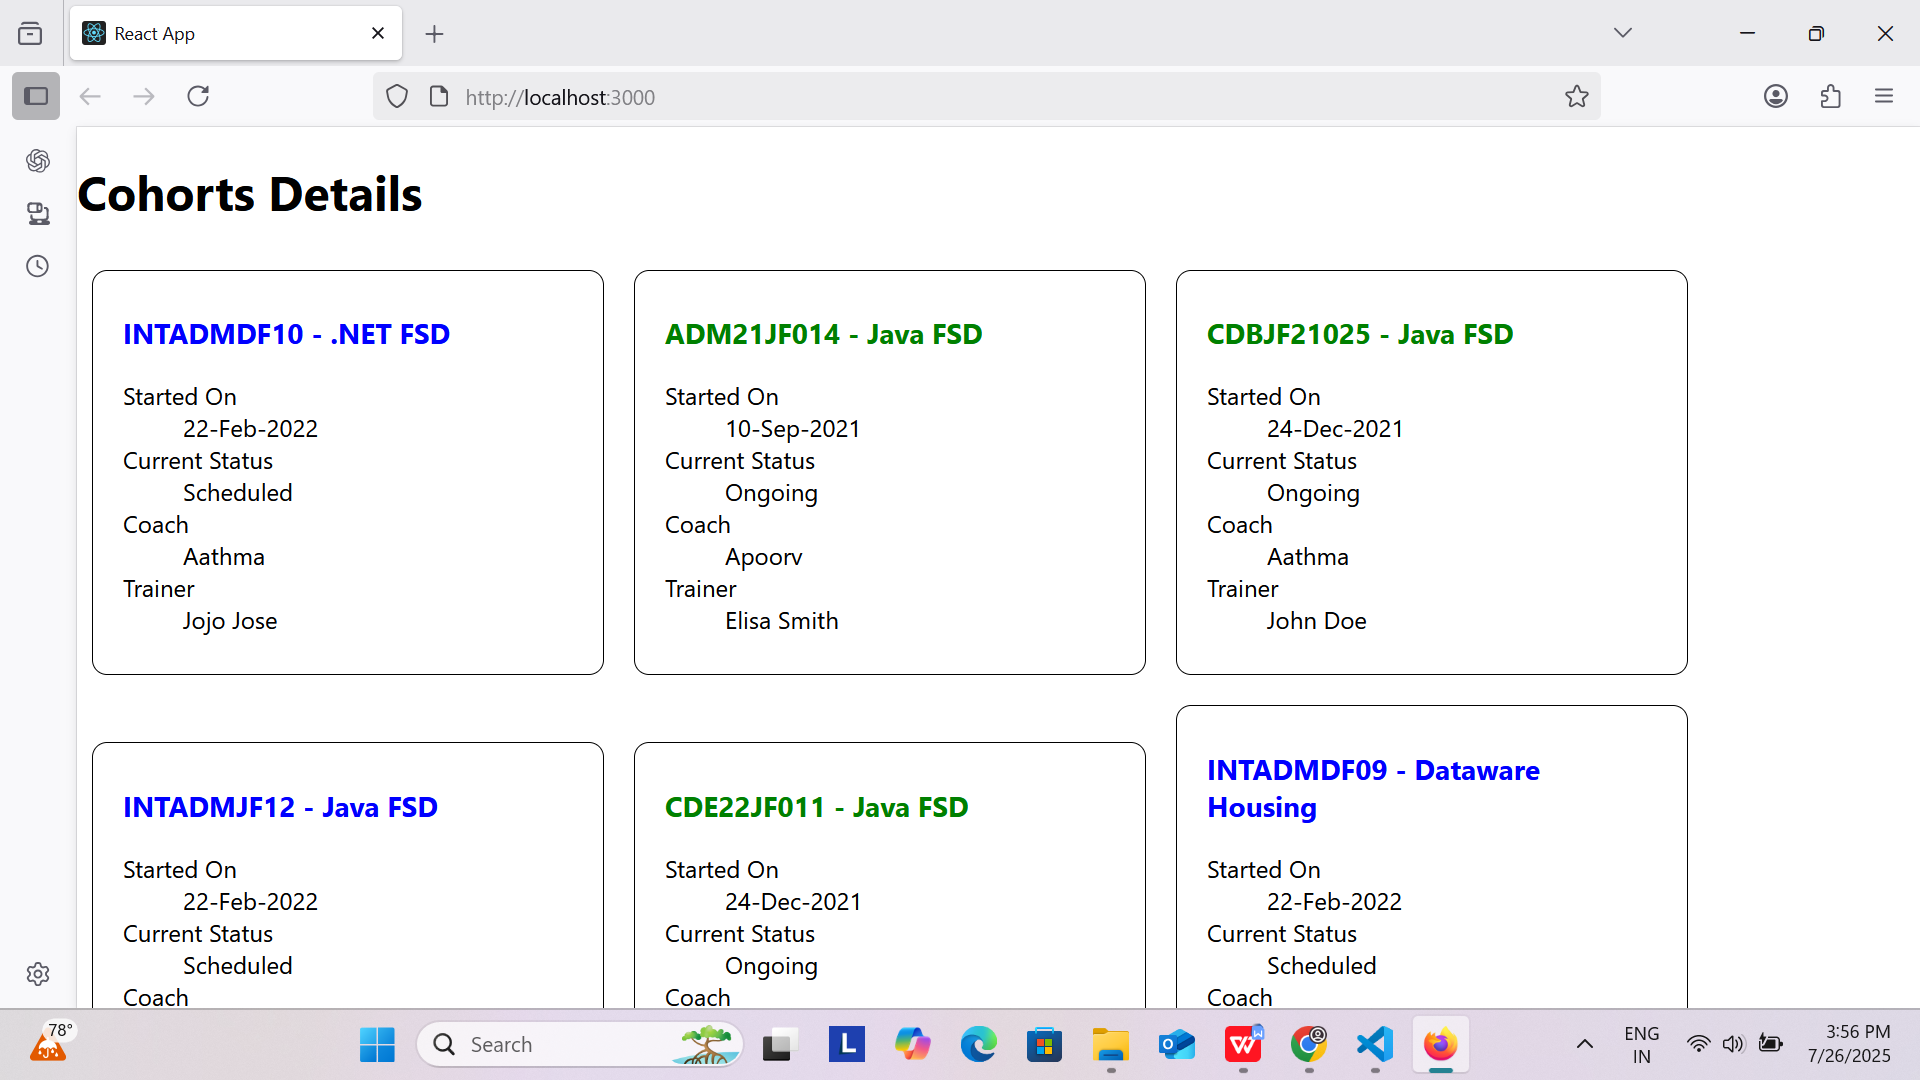 React App
http://localhost:3000
Cohorts Details
INTADMDF10 - .NET FSD
Started On
22-Feb-2022
Current Status
Scheduled
Coach
Aathma
Trainer
Jojo Jose
ADM21JF014 - Java FSD
Started On
10-Sep-2021
Current Status
Ongoing
Coach
Apoorv
Trainer
Elisa Smith
CDBJF21025 - Java FSD
Started On
24-Dec-2021
Current Status
Ongoing
Coach
Aathma
Trainer
John Doe
INTADMJF12 - Java FSD
Started On
22-Feb-2022
Current Status
Scheduled
Coach
CDE22JF011 - Java FSD
Started On
24-Dec-2021
Current Status
Ongoing
Coach
INTADMDF09 - Dataware
Housing
Started On
22-Feb-2022
Current Status
Scheduled
Coach
78°
Search
L
W
ENG
IN
3:56 PM
7/26/2025